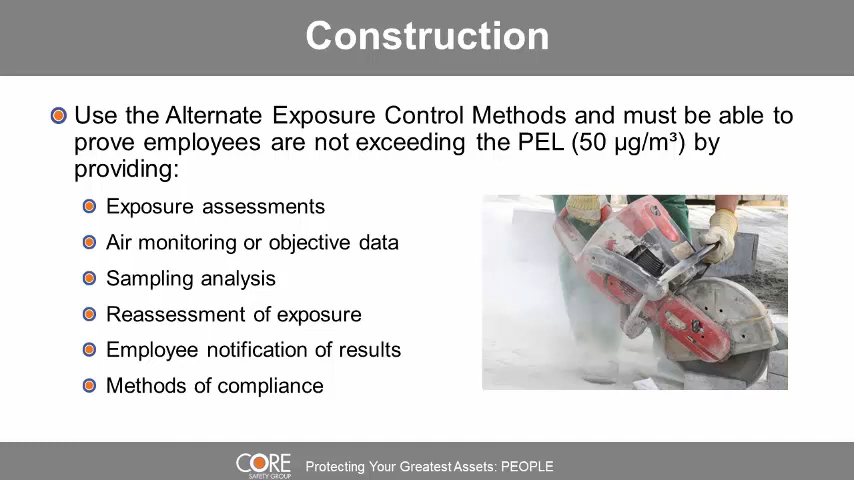 Construction
Use the Alternate Exposure Control Methods and must be able to
prove employees are not exceeding the PEL (50 µg/m³) by
providing:
Exposure assessments
Air monitoring or objective data
Sampling analysis
Reassessment of exposure
Employee notification of results
Methods of compliance
CORE
SAFETY GROUP
Protecting Your Greatest Assets: PEOPLE